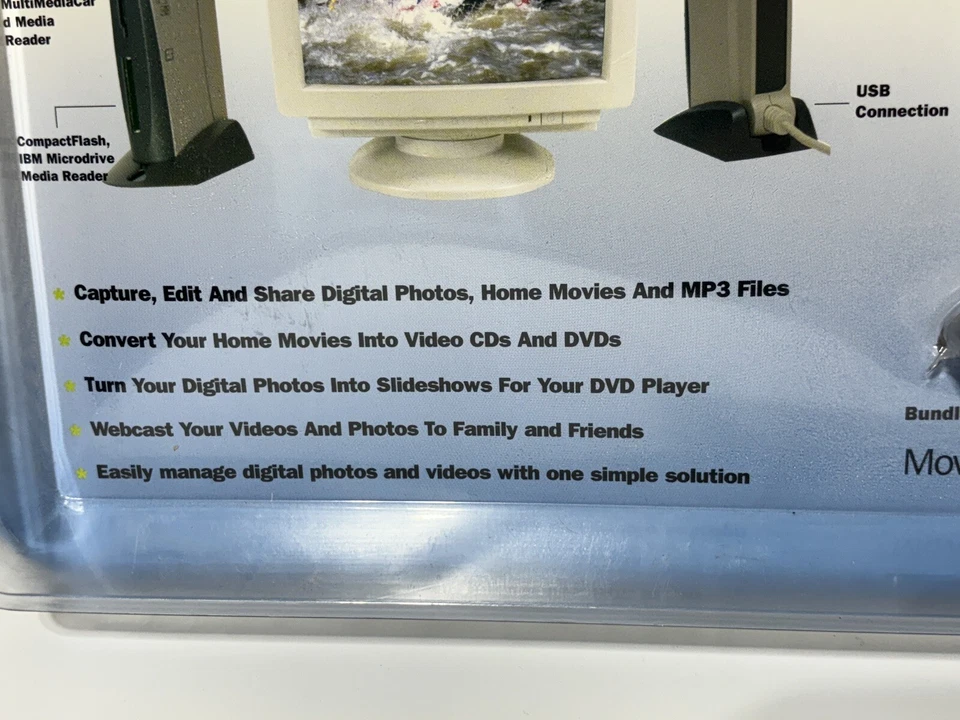 MultiMediaCar
d Media
Reader
CompactFlash,
IBM Microdrive
Media Reader
USB
Connection
* Capture, Edit And Share Digital Photos, Home Movies And MP3 Files
* Convert Your Home Movies Into Video CDs And DVDs
* Turn Your Digital Photos Into Slideshows For Your DVD Player
* Webcast Your Videos And Photos To Family and Friends
* Easily manage digital photos and videos with one simple solution
Bundl
Mov